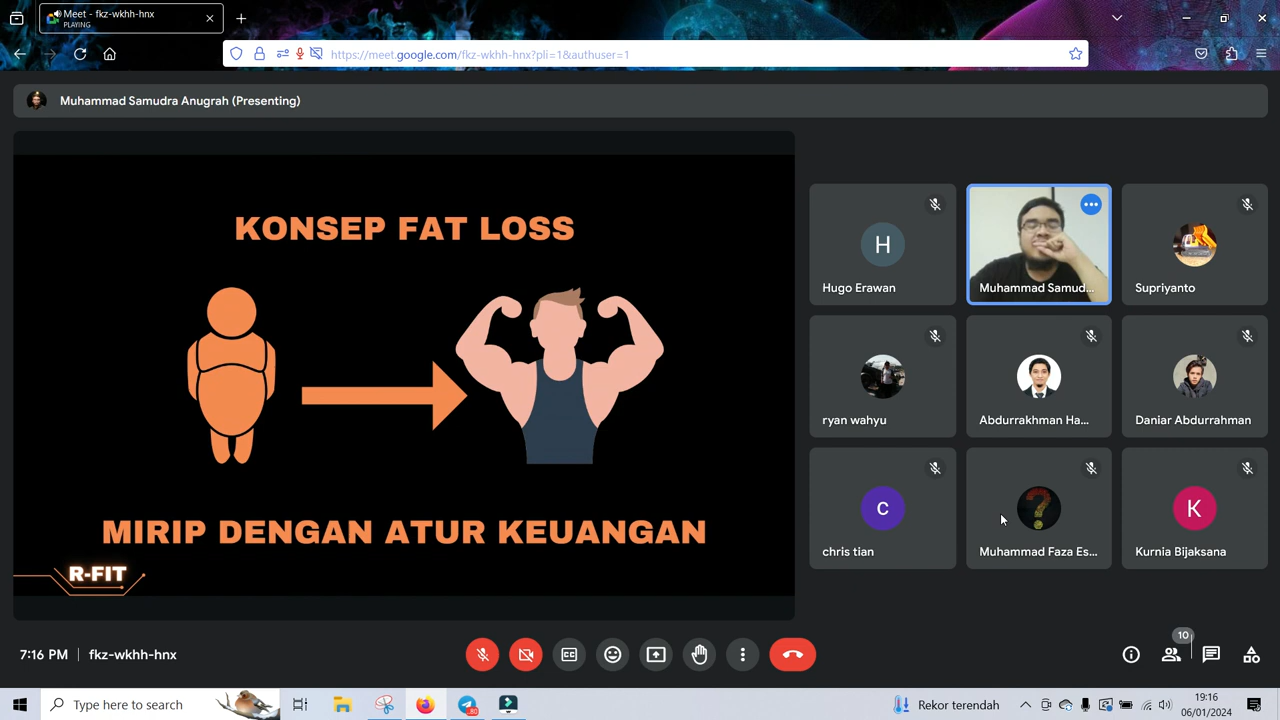 Meet - fkz-wkhh-hnx
PLAYING
https://meet.google.com/fkz-wkhh-hnx?pli=1&authuser=1
Muhammad Samudra Anugrah (Presenting)
KONSEP FAT LOSS
MIRIP DENGAN ATUR KEUANGAN
R-FIT
H
Hugo Erawan
Muhammad Samud...
Supriyanto
ryan wahyu
Abdurrakhman Ha...
Daniar Abdurrahman
c
chris tian
?
Muhammad Faza Es...
K
Kurnia Bijaksana
7:16 PM
fkz-wkhh-hnx
10
Type here to search
80
Rekor terendah
19:16
06/01/2024